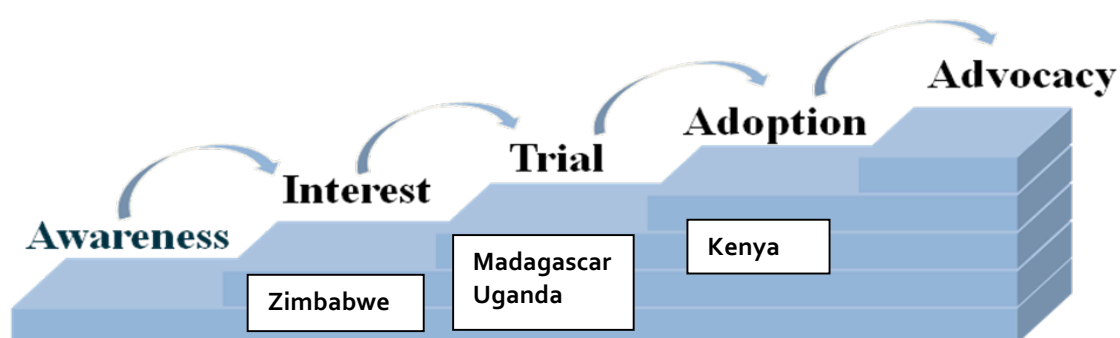 Awareness
Interest
Trial
Adoption
Advocacy
Zimbabwe
Madagascar
Uganda
Kenya